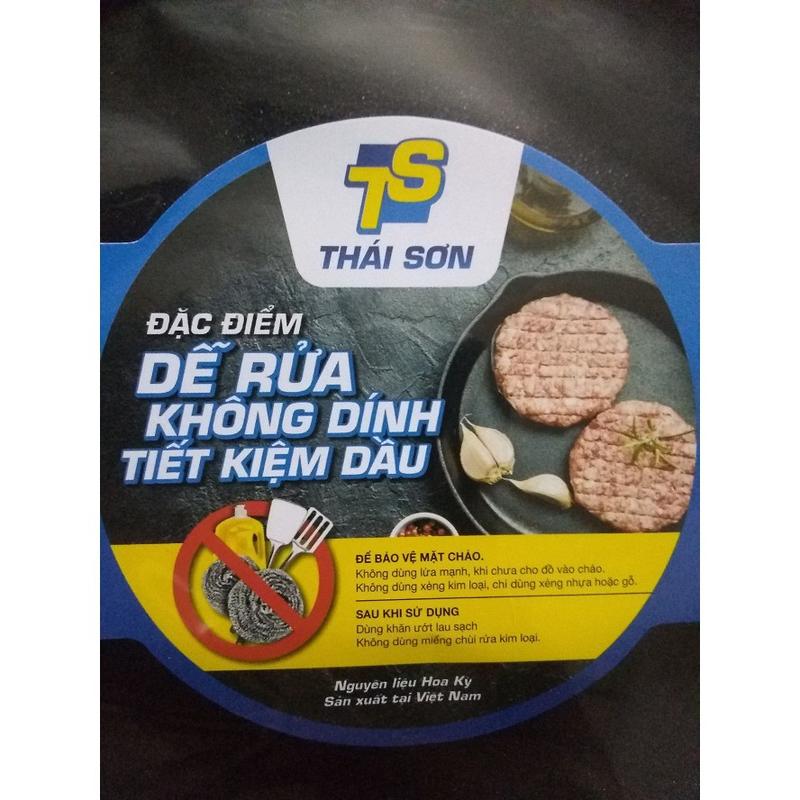 TS
THÁI SƠN
ĐẶC ĐIỂM
DỄ RỬA
KHÔNG DÍNH
TIẾT KIỆM DẦU
ĐỂ BẢO VỆ MẶT CHẢO.
Không dùng lửa mạnh, khi chưa cho đồ vào chảo.
Không dùng xẻng kim loại, chỉ dùng xẻng nhựa hoặc gỗ.
SAU KHI SỬ DỤNG
Dùng khăn ướt lau sạch
Không dùng miếng chùi rửa kim loại.
Nguyên liệu Hoa Kỳ
Sản xuất tại Việt Nam